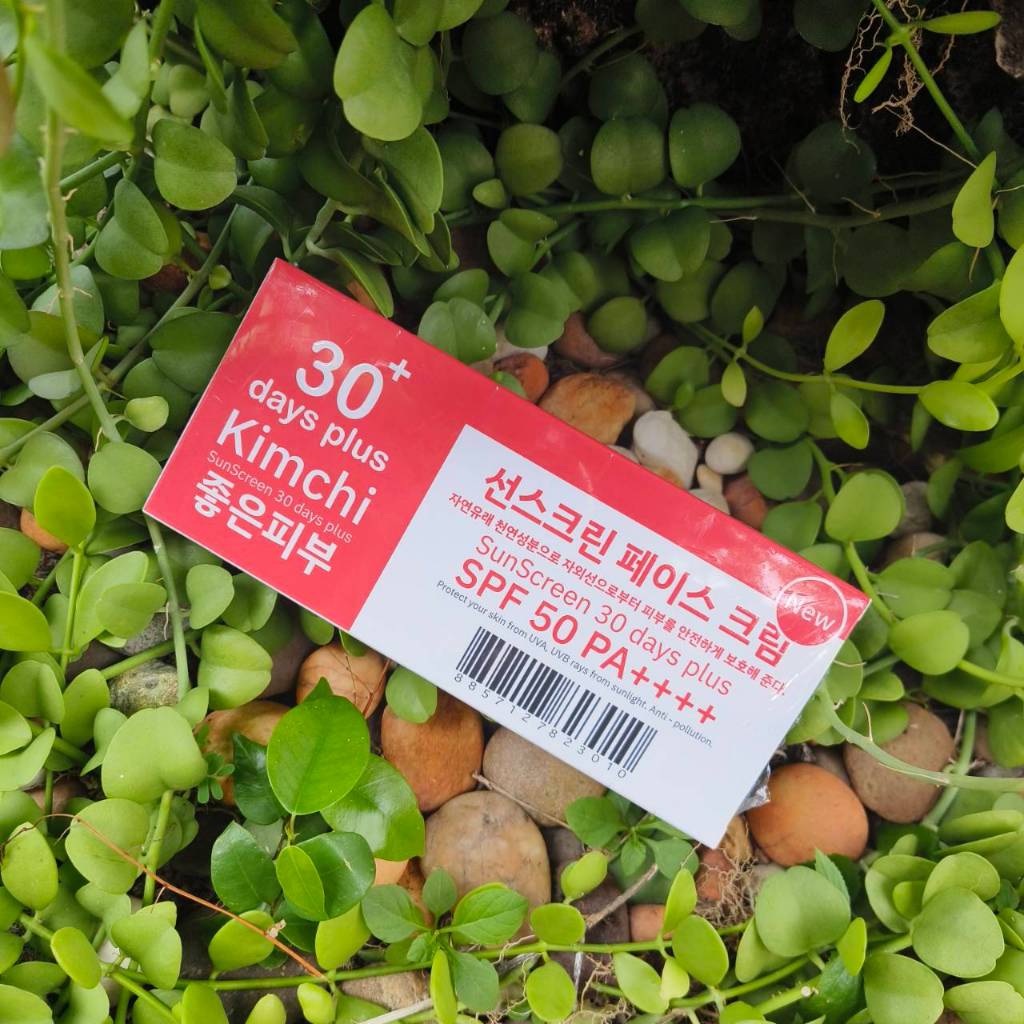 30+
days plus
Kimchi
SunScreen 30 days plus
좋은피부
선스크린 페이스 크림
자연유래 천연성분으로 자외선으로부터 피부를 안전하게 보호해 준다.
SunScreen 30 days plus
SPF 50 PA+++
Protect your skin from UVA, UVB rays from sunlight. Anti - pollution.
8857127823010
New